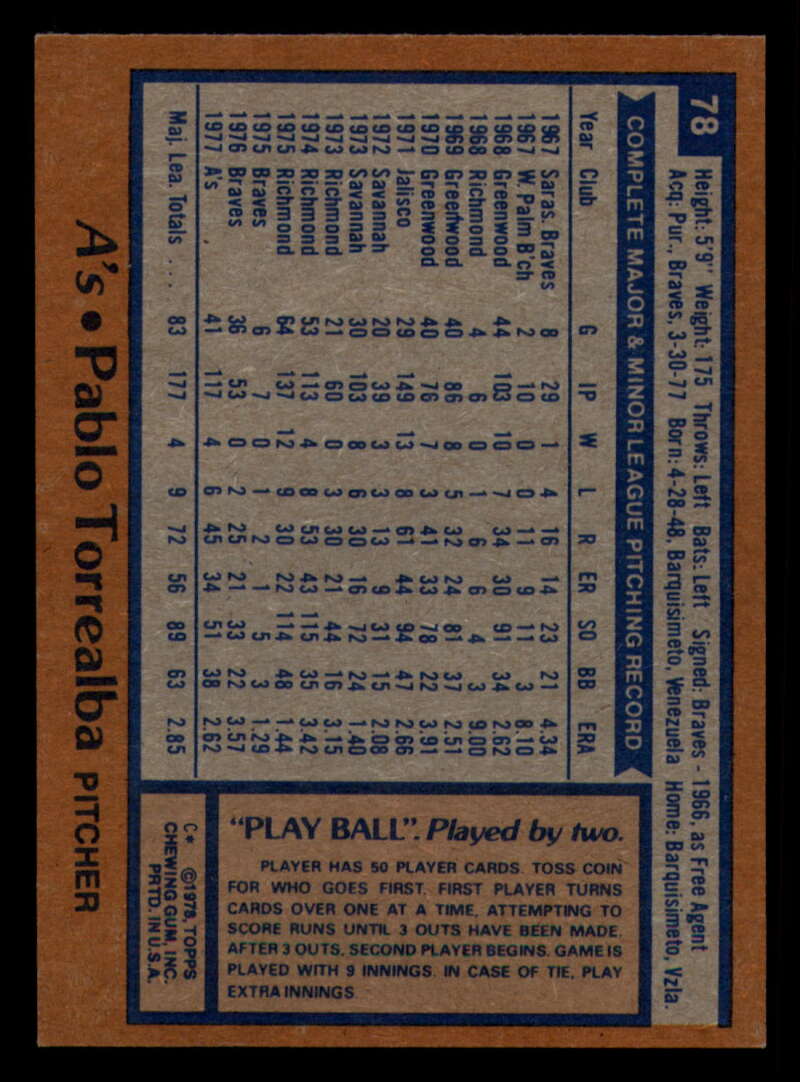 78
Height: 5'9" Weight: 175 Throws: Left Bats: Left Signed: Braves - 1966, as Free Agent
Acq: Pur., Braves, 3-30-77 Born: 4-28-48, Barquisimeto, Venezuela Home: Barquisimeto, Vzla.
COMPLETE MAJOR & MINOR LEAGUE PITCHING RECORD
Year Club G IP W L R ER SO BB ERA
1967 Saras. Braves 8 29 1 4 16 14 23 21 4.34
1967 W. Palm B'ch 2 10 0 0 11 9 11 3 8.10
1968 Greenwood 44 103 10 7 34 30 91 34 2.62
1968 Richmond 4 6 0 1 6 6 4 3 9.00
1969 Greenwood 40 86 8 5 32 24 81 37 2.51
1970 Greenwood 40 76 7 3 41 33 78 22 3.91
1971 Jalisco 29 149 13 8 61 44 94 47 2.66
1972 Savannah 20 39 3 3 13 9 31 15 2.08
1973 Savannah 30 103 8 6 30 16 72 24 1.40
1973 Richmond 21 60 0 3 30 21 44 16 3.15
1974 Richmond 53 113 4 8 53 43 115 35 3.42
1975 Richmond 64 137 12 9 30 22 114 48 1.44
1975 Braves 6 7 0 1 2 1 5 3 1.29
1976 Braves 36 53 0 2 25 21 33 22 3.57
1977 A's 41 117 4 6 45 34 51 38 2.62
Maj. Lea. Totals .... 83 177 4 9 72 56 89 63 2.85
A's • Pablo Torrealba PITCHER
"PLAY BALL". Played by two.
PLAYER HAS 50 PLAYER CARDS. TOSS COIN
FOR WHO GOES FIRST. FIRST PLAYER TURNS
CARDS OVER ONE AT A TIME, ATTEMPTING TO
SCORE RUNS UNTIL 3 OUTS HAVE BEEN MADE.
AFTER 3 OUTS, SECOND PLAYER BEGINS. GAME IS
PLAYED WITH 9 INNINGS. IN CASE OF TIE, PLAY
EXTRA INNINGS
C* ©1978, TOPPS
CHEWING GUM, INC.
PRTD. IN U.S.A.